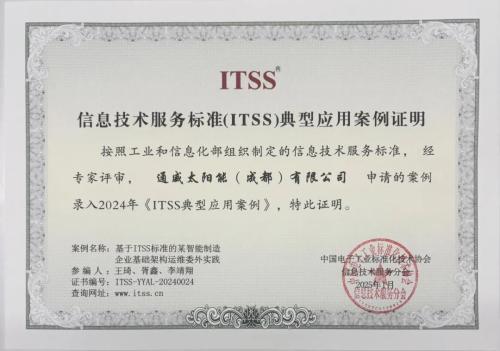 ITSS®
信息技术服务标准(ITSS)典型应用案例证明
按照工业和信息化部组织制定的信息技术服务标准，经
专家评审， 通威太阳能（成都）有限公司 申请的案例
录入2024年《ITSS典型应用案例》，特此证明。
案例名称：基于ITSS标准的某智能制造
企业基础架构运维委外实践
参编人：王琦、胥鑫、李靖翔
证书编号：ITSS-YYAL-20240024
查询网址：www.itss.cn
中国电子工业标准化技术协会
信息技术服务分会
2025年1月
信息技术服务分会